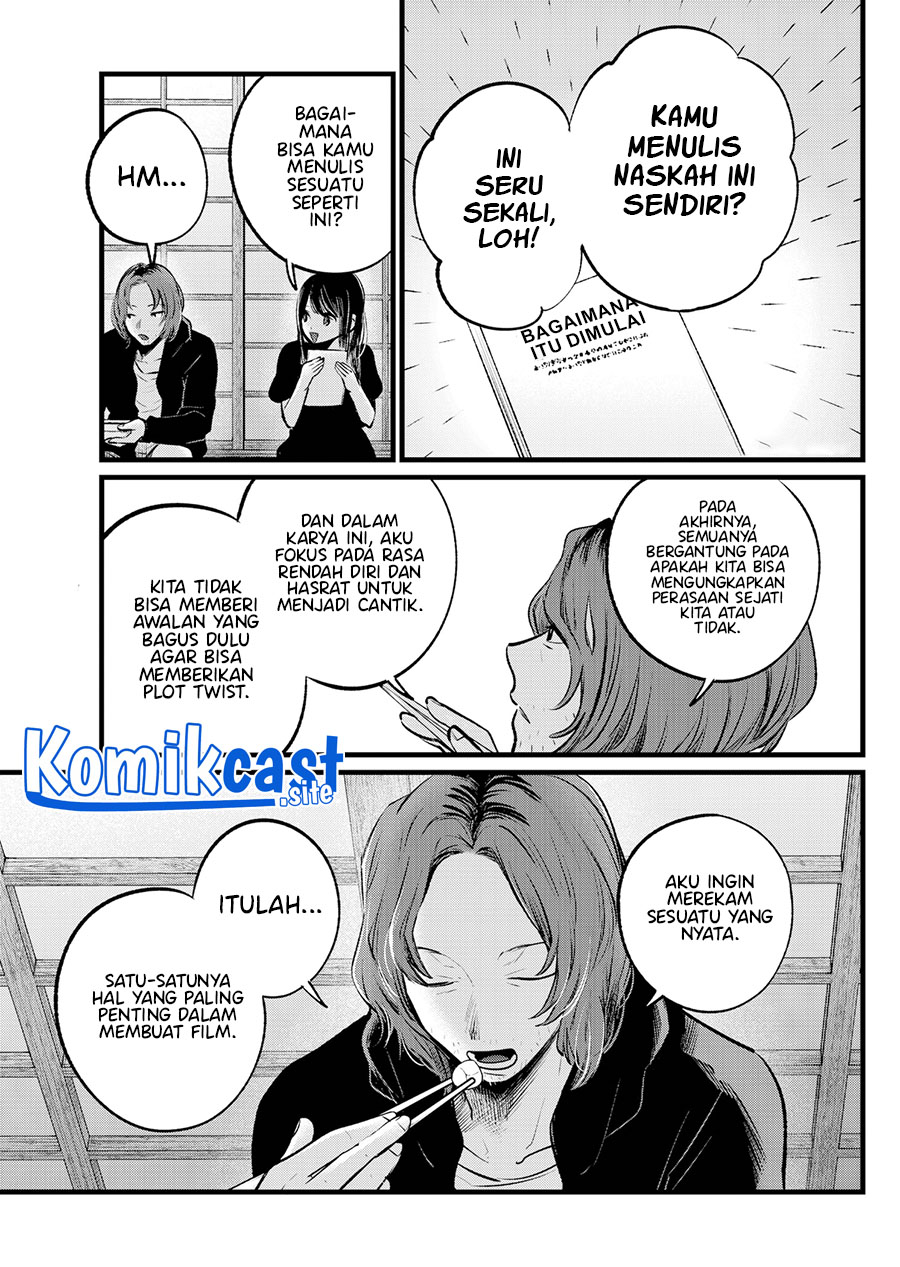 KAMU
MENULIS
NASKAH INI
SENDIRI?
INI
SERU
SEKALI,
LOH!
BAGAIMANA
ITU DIMULAI
BAGAI-
MANA
BISA KAMU
MENULIS
SESUATU
SEPERTI
INI?
HM...
PADA
AKHIRNYA,
SEMUANYA
BERGANTUNG PADA
APAKAH KITA BISA
MENGUNGKAPKAN
PERASAAN SEJATI
KITA ATAU
TIDAK.
DAN DALAM
KARYA INI, AKU
FOKUS PADA RASA
RENDAH DIRI DAN
HASRAT UNTUK
MENJADI CANTIK.
KITA TIDAK
BISA MEMBERI
AWALAN YANG
BAGUS DULU
AGAR BISA
MEMBERIKAN
PLOT TWIST.
Komikcast
.site
AKU INGIN
MEREKAM
SESUATU YANG
NYATA.
ITULAH...
SATU-SATUNYA
HAL YANG PALING
PENTING DALAM
MEMBUAT FILM.